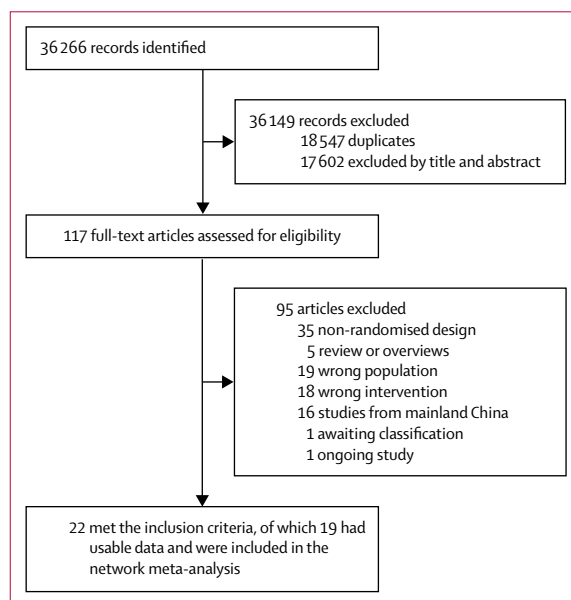 36 266 records identified
36 149 records excluded
18 547 duplicates
17 602 excluded by title and abstract
117 full-text articles assessed for eligibility
95 articles excluded
35 non-randomised design
5 review or overviews
19 wrong population
18 wrong intervention
16 studies from mainland China
1 awaiting classification
1 ongoing study
22 met the inclusion criteria, of which 19 had
usable data and were included in the
network meta-analysis